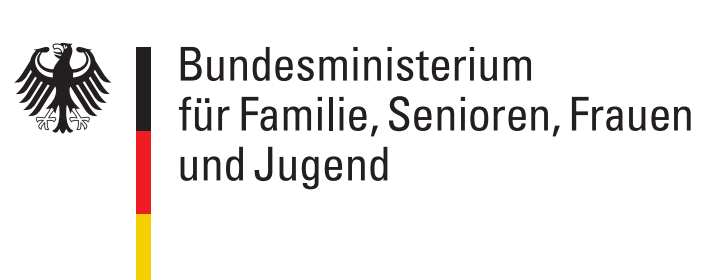 Bundesministerium
für Familie, Senioren, Frauen
und Jugend